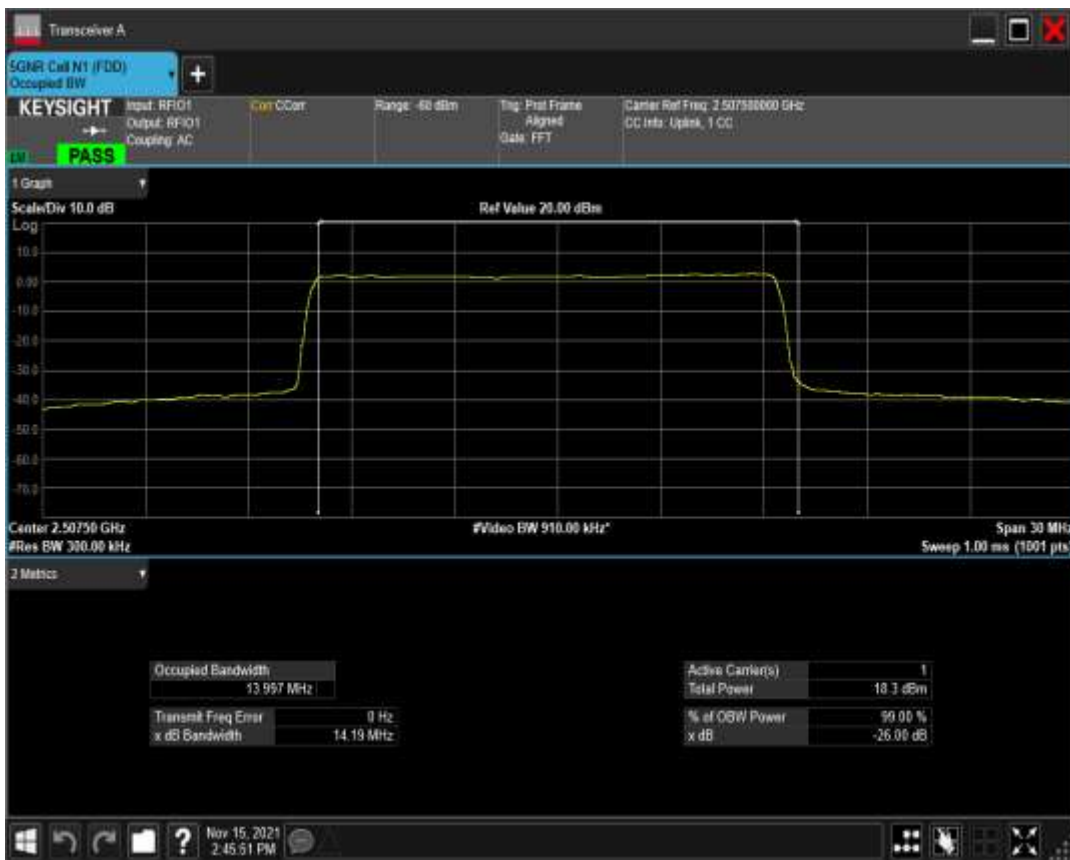 Transceiver A
5GNR Cell N1 (FDD)
Occupied BW
KEYSIGHT
Input: RFIO1
Output: RFIO1
Coupling: AC
Corr CCorr
Range: -60 dBm
Trig: Prot Frame
Aligned
Gate: FFT
Carrier Ref Freq: 2.507500000 GHz
CC Info: Uplink, 1 CC
PASS
1 Graph
Scale/Div 10.0 dB
Ref Value 20.00 dBm
Log
10.0
0.00
-10.0
-20.0
-30.0
-40.0
-50.0
-60.0
-70.0
Center 2.50750 GHz
#Video BW 910.00 kHz*
Span 30 MHz
#Res BW 300.00 kHz
Sweep 1.00 ms (1001 pts)
2 Metrics
Occupied Bandwidth
13.997 MHz
Transmit Freq Error 0 Hz
x dB Bandwidth 14.19 MHz
Active Carrier(s) 1
Total Power 18.3 dBm
% of OBW Power 99.00 %
x dB -26.00 dB
?
Nov 15, 2021
2:45:51 PM